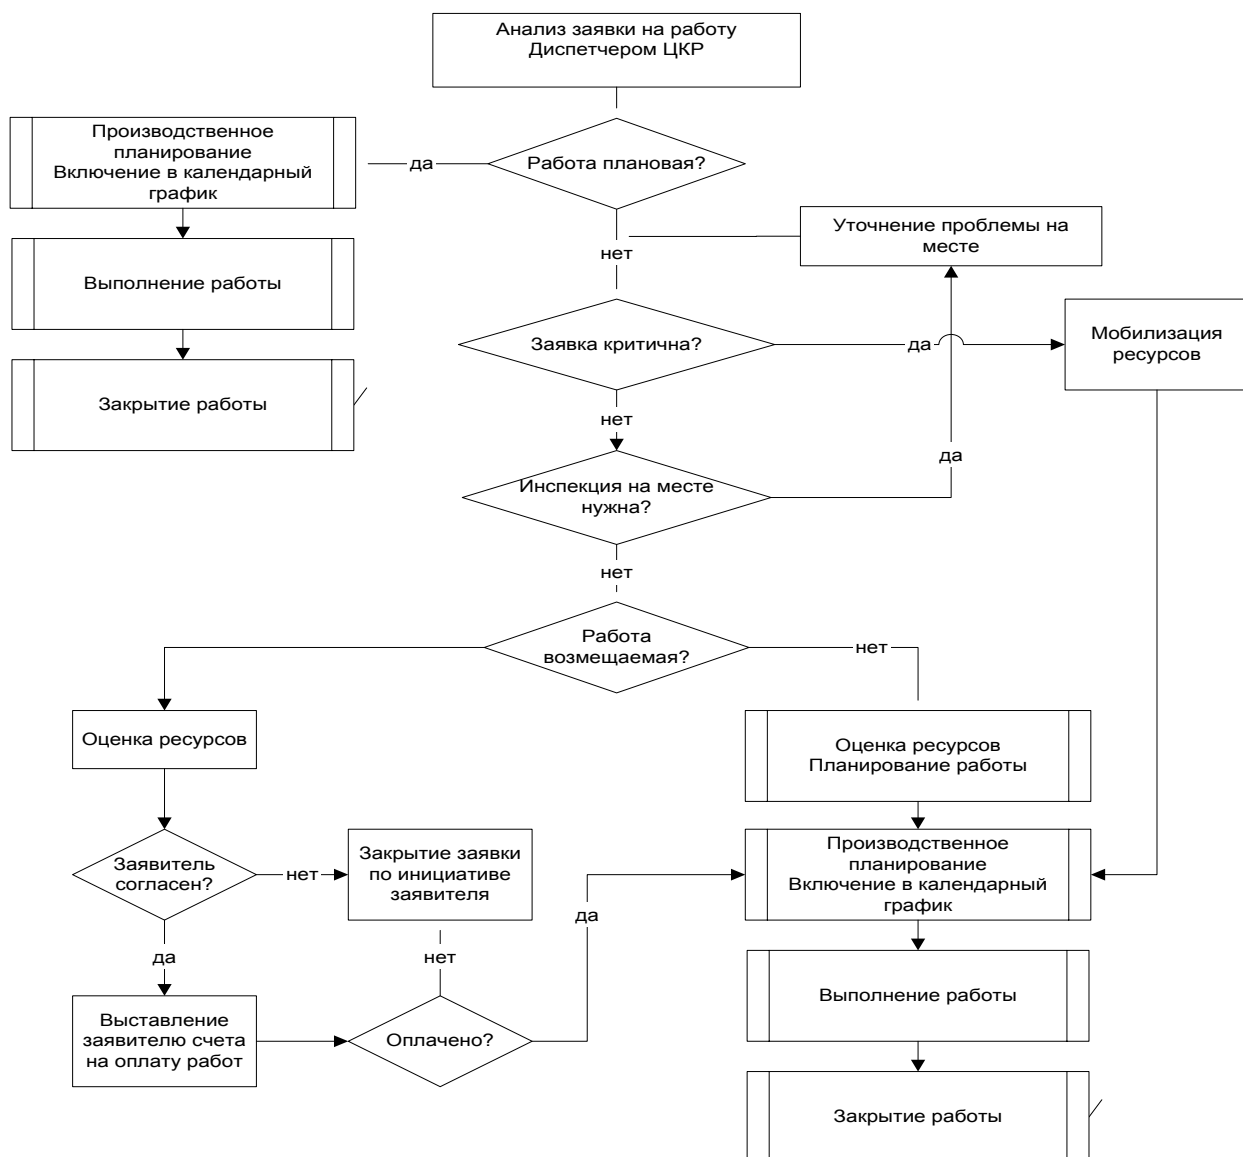 Анализ заявки на работу
Диспетчером ЦКР
Производственное
планирование
Включение в календарный
график
да
Работа плановая?
Уточнение проблемы на
месте
нет
Выполнение работы
Заявка критична?
да
Мобилизация
ресурсов
Закрытие работы
нет
да
Инспекция на месте
нужна?
нет
Работа
возмещаемая?
нет
Оценка ресурсов
Оценка ресурсов
Планирование работы
Заявитель
согласен?
нет
Закрытие заявки
по инициативе
заявителя
Производственное
планирование
Включение в календарный
график
да
да
нет
Выполнение работы
Выставление
заявителю счета
на оплату работ
Оплачено?
Закрытие работы